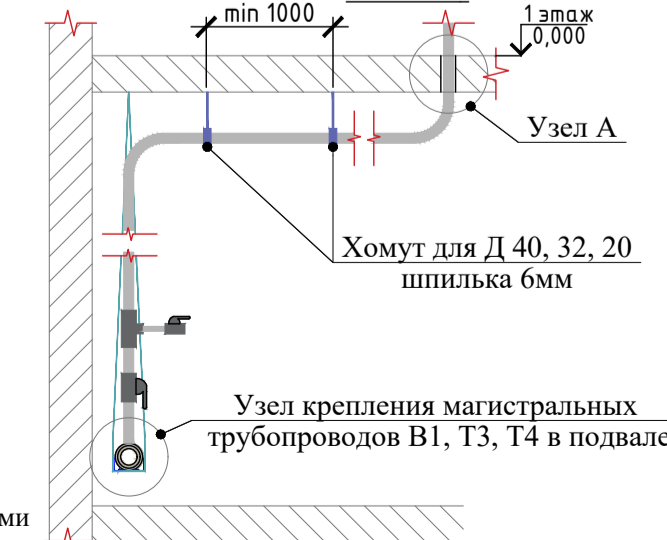 min 1000
1 этаж
0,000
Узел А
Хомут для Д 40, 32, 20
шпилька 6мм
Узел крепления магистральных
трубопроводов В1, Т3, Т4 в подвале
ми